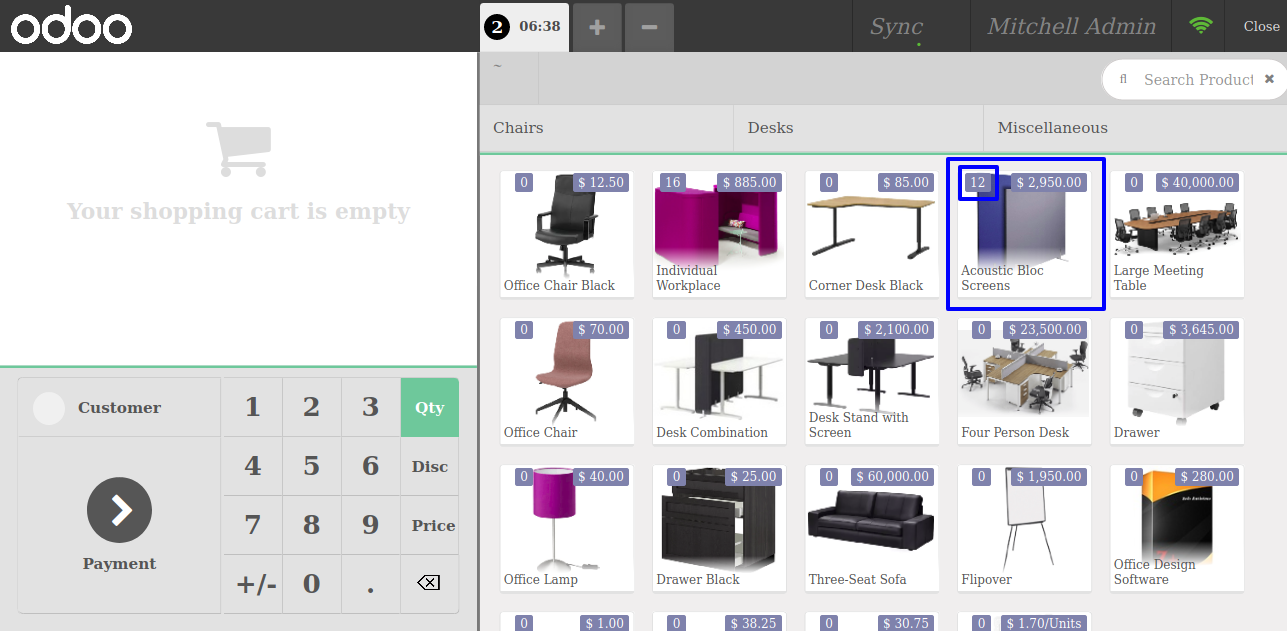 odoo
2 06:38
Sync
Mitchell Admin
Close
~
Search Product
Chairs
Desks
Miscellaneous
Your shopping cart is empty
0 $ 12.50
Office Chair Black
16 $ 885.00
Individual
Workplace
0 $ 85.00
Corner Desk Black
12 $ 2,950.00
Acoustic Bloc
Screens
0 $ 40,000.00
Large Meeting
Table
0 $ 70.00
Office Chair
0 $ 450.00
Desk Combination
0 $ 2,100.00
Desk Stand with
Screen
0 $ 23,500.00
Four Person Desk
0 $ 3,645.00
Drawer
0 $ 40.00
Office Lamp
0 $ 25.00
Drawer Black
0 $ 60,000.00
Three-Seat Sofa
0 $ 1,950.00
Flipover
0 $ 280.00
Office Design
Software
0 $ 1.00
0 $ 38.25
0 $ 30.75
0 $ 1.70/Units
Customer
Payment
1 2 3 Qty
4 5 6 Disc
7 8 9 Price
+/- 0 .